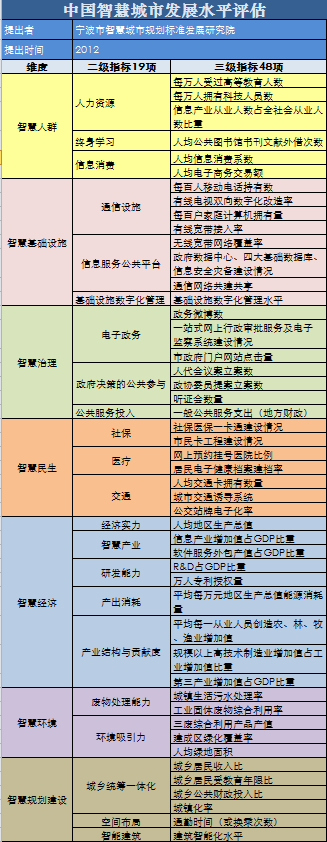 中国智慧城市发展水平评估
提出者 宁波市智慧城市规划标准发展研究院
提出时间 2012
维度 二级指标19项 三级指标48项
智慧人群
人力资源
每万人受过高等教育人数
每万人拥有科技人员数
信息产业从业人数占全社会从业人
数比重
终身学习 人均公共图书馆书刊文献外借次数
信息消费
人均信息消费系数
人均电子商务交易额
智慧基础设施
通信设施
每百人移动电话持有数
有线电视双向数字化改造率
每百户家庭计算机拥有量
有线宽带接入率
信息服务公共平台
无线宽带网络覆盖率
政府数据中心、四大基础数据库、
信息安全灾备建设情况
通信网络共建共享
基础设施数字化管理 基础设施数字化管理水平
智慧治理
电子政务
政务微博数
一站式网上行政审批服务及电子
监察系统建设情况
市政府门户网站点击量
政府决策的公共参与
人代会议案立案数
政协委员提案立案数
听证会数量
公共服务投入 一般公共服务支出（地方财政）
智慧民生
社保
社保医保一卡通建设情况
市民卡工程建设情况
医疗
网上预约挂号医院比例
居民电子健康档案建档率
交通
人均交通卡拥有数量
城市交通诱导系统
公交站牌电子化率
智慧经济
经济实力 人均地区生产总值
智慧产业
信息产业增加值占GDP比重
软件服务外包产值占GDP比重
研发能力
R&D占GDP比重
万人专利授权量
产出消耗
平均每万元地区生产总值能源消耗
量
产业结构与贡献度
平均每一从业人员创造农、林、牧
、渔业增加值
规模以上高技术制造业增加值占工
业增加值比重
第三产业增加值占GDP比重
智慧环境
废物处理能力
城镇生活污水处理率
工业固体废物综合利用率
环境吸引力
三废综合利用产品产值
建成区绿化覆盖率
人均绿地面积
智慧规划建设
城乡统筹一体化
城乡居民收入比
城乡居民受教育年限比
城乡公共财政投入比
城镇化率
空间布局 通勤时间（或换乘次数）
智能建筑 建筑智能化水平